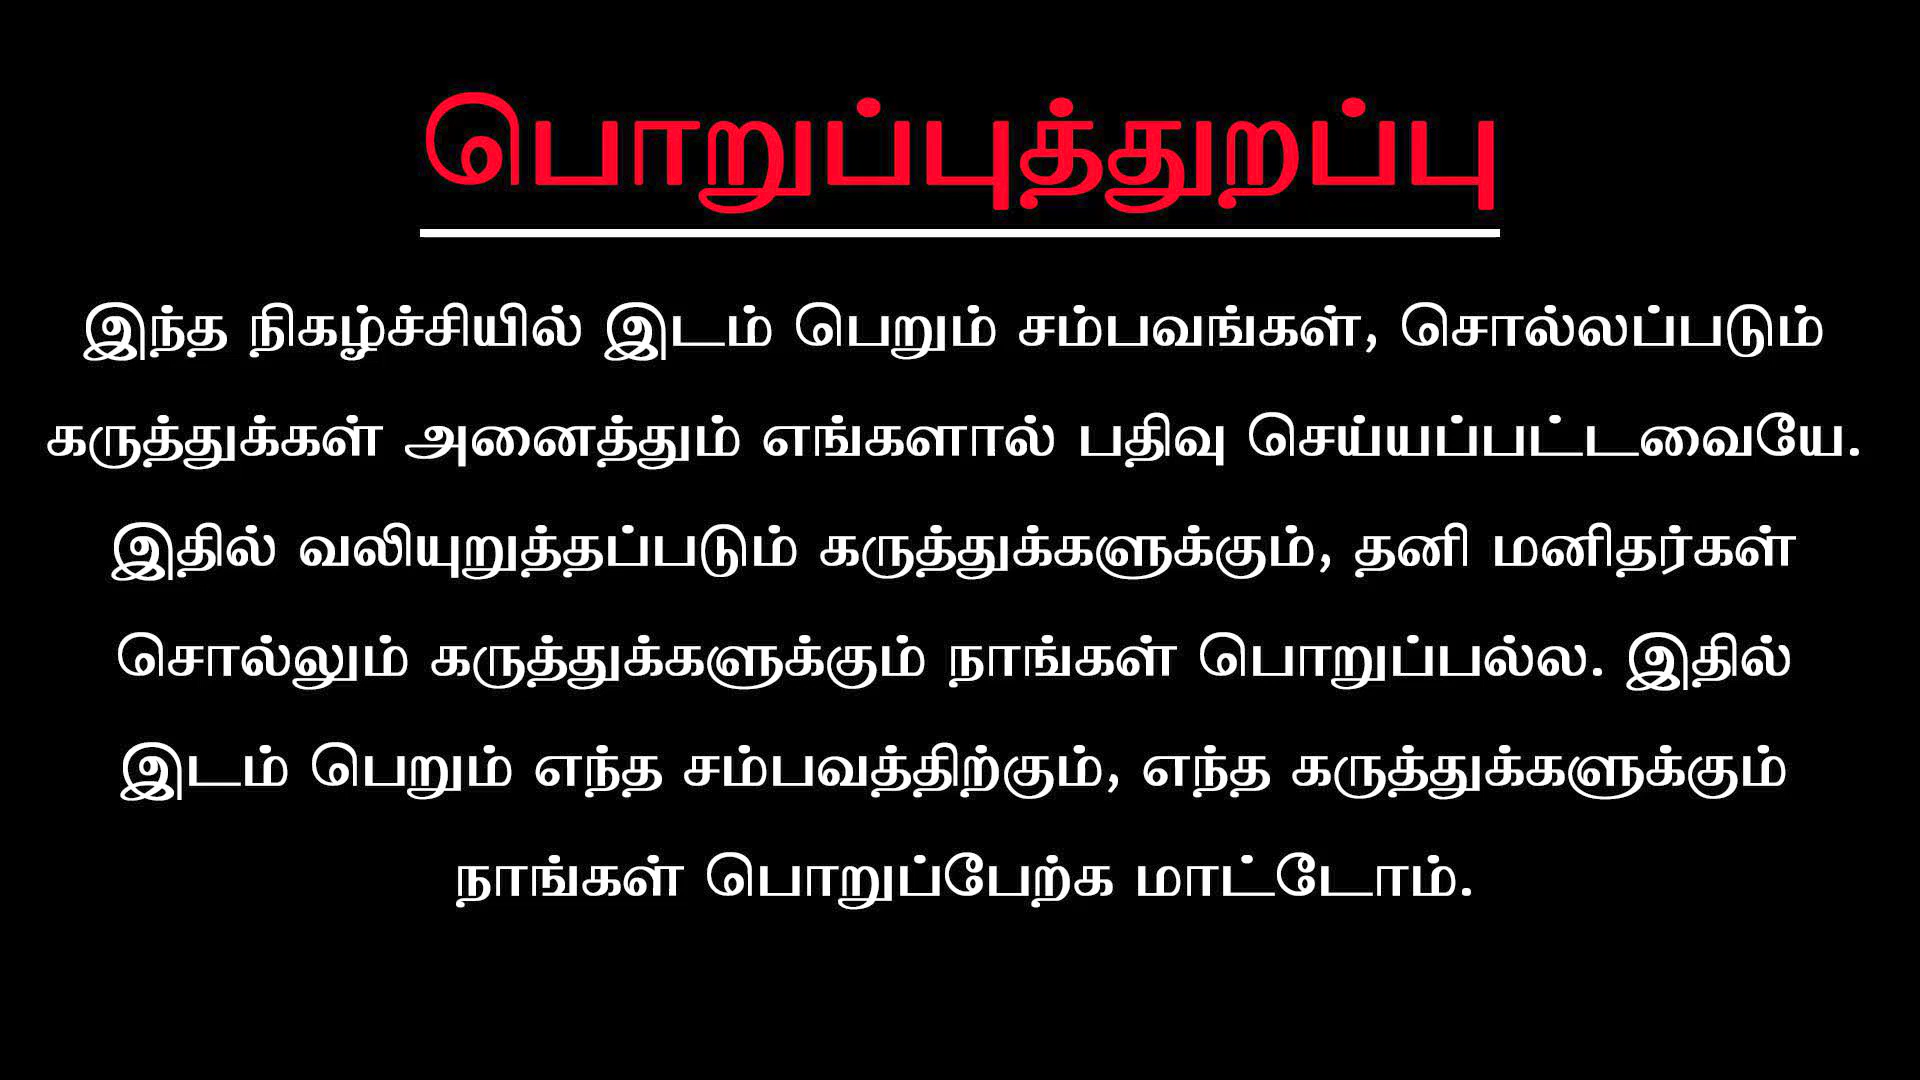 பொறுப்புத்துறப்பு
இந்த நிகழ்ச்சியில் இடம் பெறும் சம்பவங்கள், சொல்லப்படும்
கருத்துக்கள் அனைத்தும் எங்களால் பதிவு செய்யப்பட்டவையே.
இதில் வலியுறுத்தப்படும் கருத்துக்களுக்கும், தனி மனிதர்கள்
சொல்லும் கருத்துக்களுக்கும் நாங்கள் பொறுப்பல்ல. இதில்
இடம் பெறும் எந்த சம்பவத்திற்கும், எந்த கருத்துக்களுக்கும்
நாங்கள் பொறுப்பேற்க மாட்டோம்.